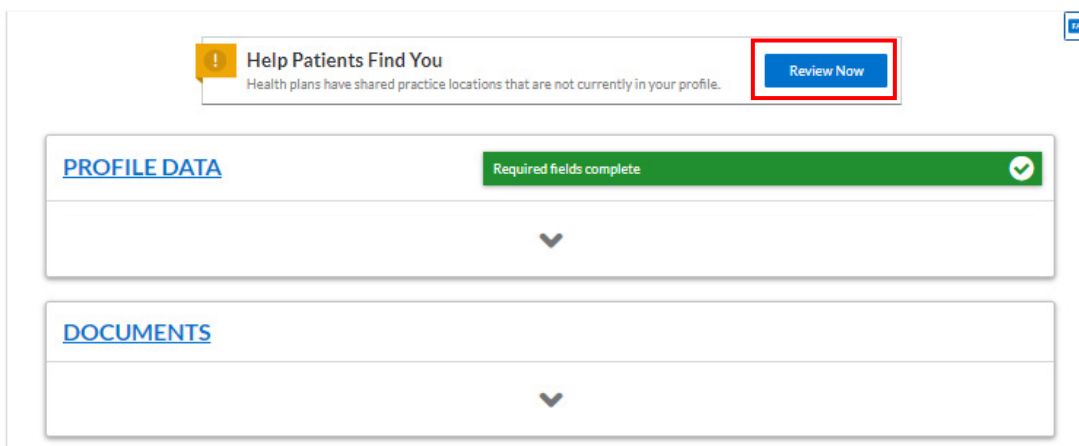 Help Patients Find You
Health plans have shared practice locations that are not currently in your profile.
Review Now
PROFILE DATA
Required fields complete
DOCUMENTS